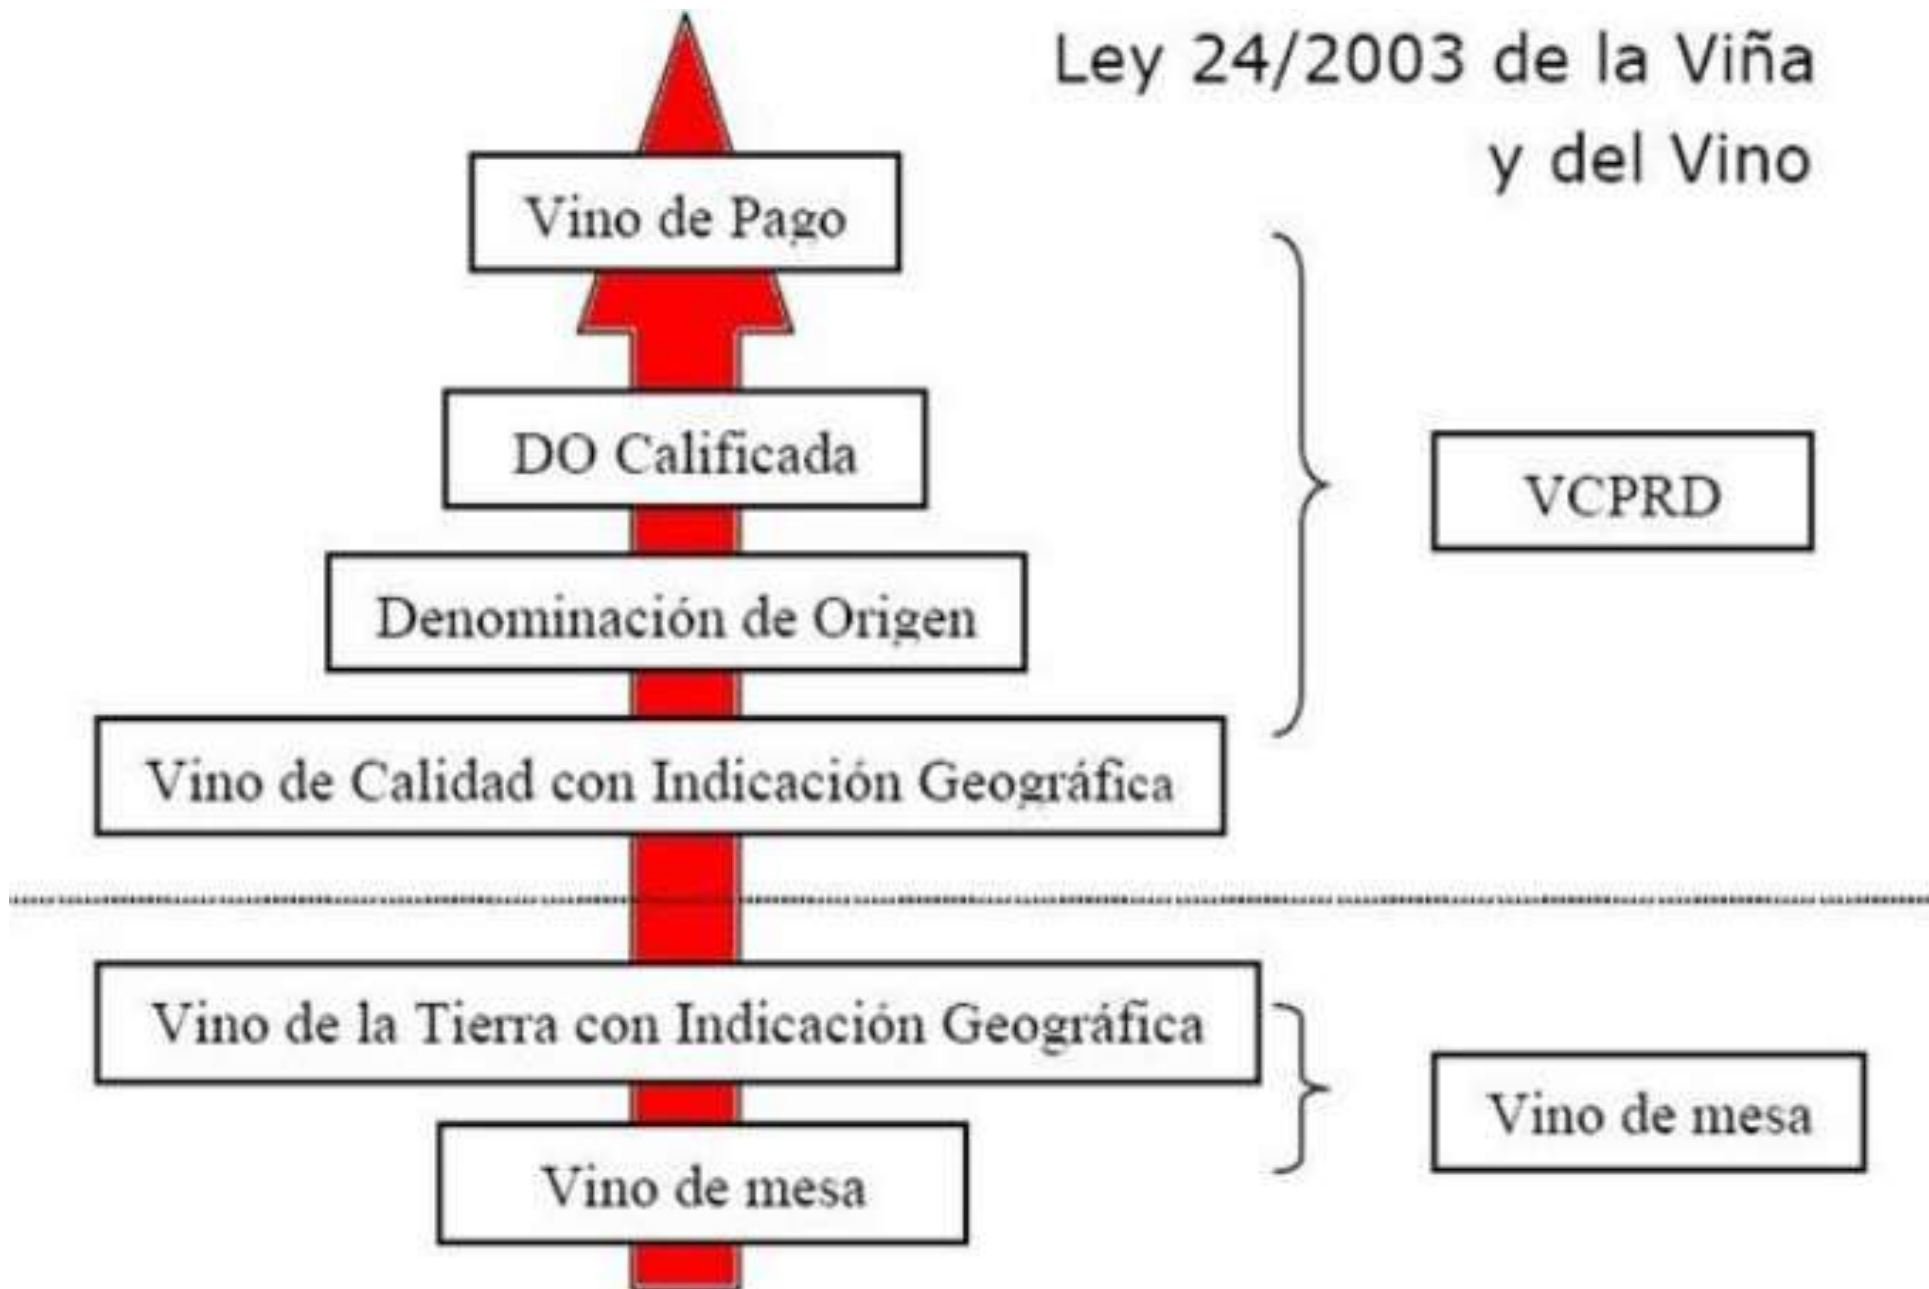 Ley 24/2003 de la Viña
y del Vino
Vino de Pago
DO Calificada
VCPRD
Denominación de Origen
Vino de Calidad con Indicación Geográfica
Vino de la Tierra con Indicación Geográfica
Vino de mesa
Vino de mesa